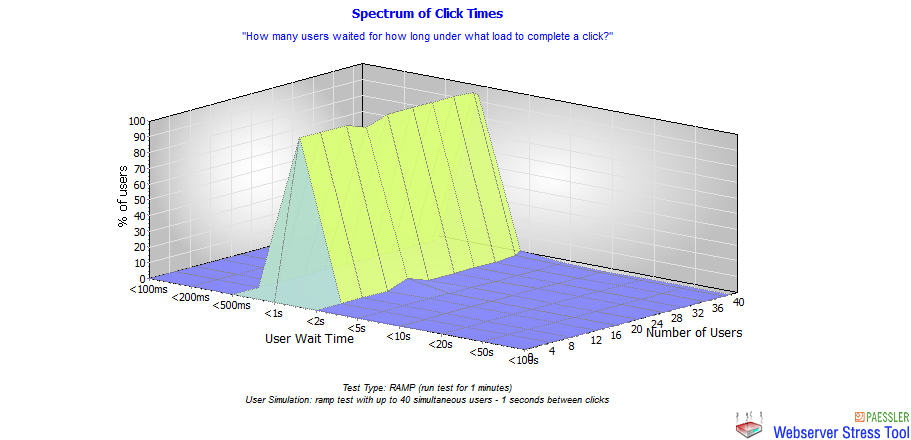 Spectrum of Click Times
"How many users waited for how long under what load to complete a click?"
100
90
80
70
60
50
40
30
20
10
0
% of users
<100ms
<200ms
<500ms
<1s
<2s
<5s
<10s
<20s
<50s
<100s
User Wait Time
0
4
8
12
16
20
24
28
32
36
40
Number of Users
Test Type: RAMP (run test for 1 minutes)
User Simulation: ramp test with up to 40 simultaneous users - 1 seconds between clicks
PAESSLER
Webserver Stress Tool